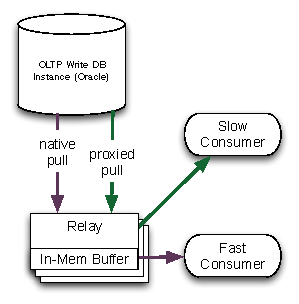 OLTP Write DB
Instance (Oracle)
native
pull
proxied
pull
Slow
Consumer
Relay
In-Mem Buffer
Fast
Consumer